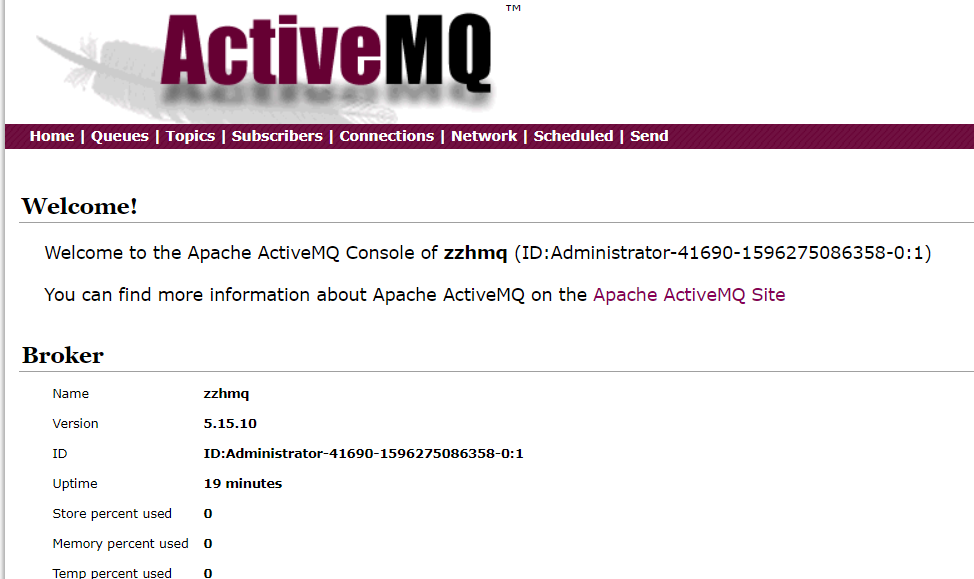 ActiveMQ ™
Home | Queues | Topics | Subscribers | Connections | Network | Scheduled | Send
Welcome!
Welcome to the Apache ActiveMQ Console of zzhmq (ID:Administrator-41690-1596275086358-0:1)
You can find more information about Apache ActiveMQ on the Apache ActiveMQ Site
Broker
Name zzhmq
Version 5.15.10
ID ID:Administrator-41690-1596275086358-0:1
Uptime 19 minutes
Store percent used 0
Memory percent used 0
Temp percent used 0